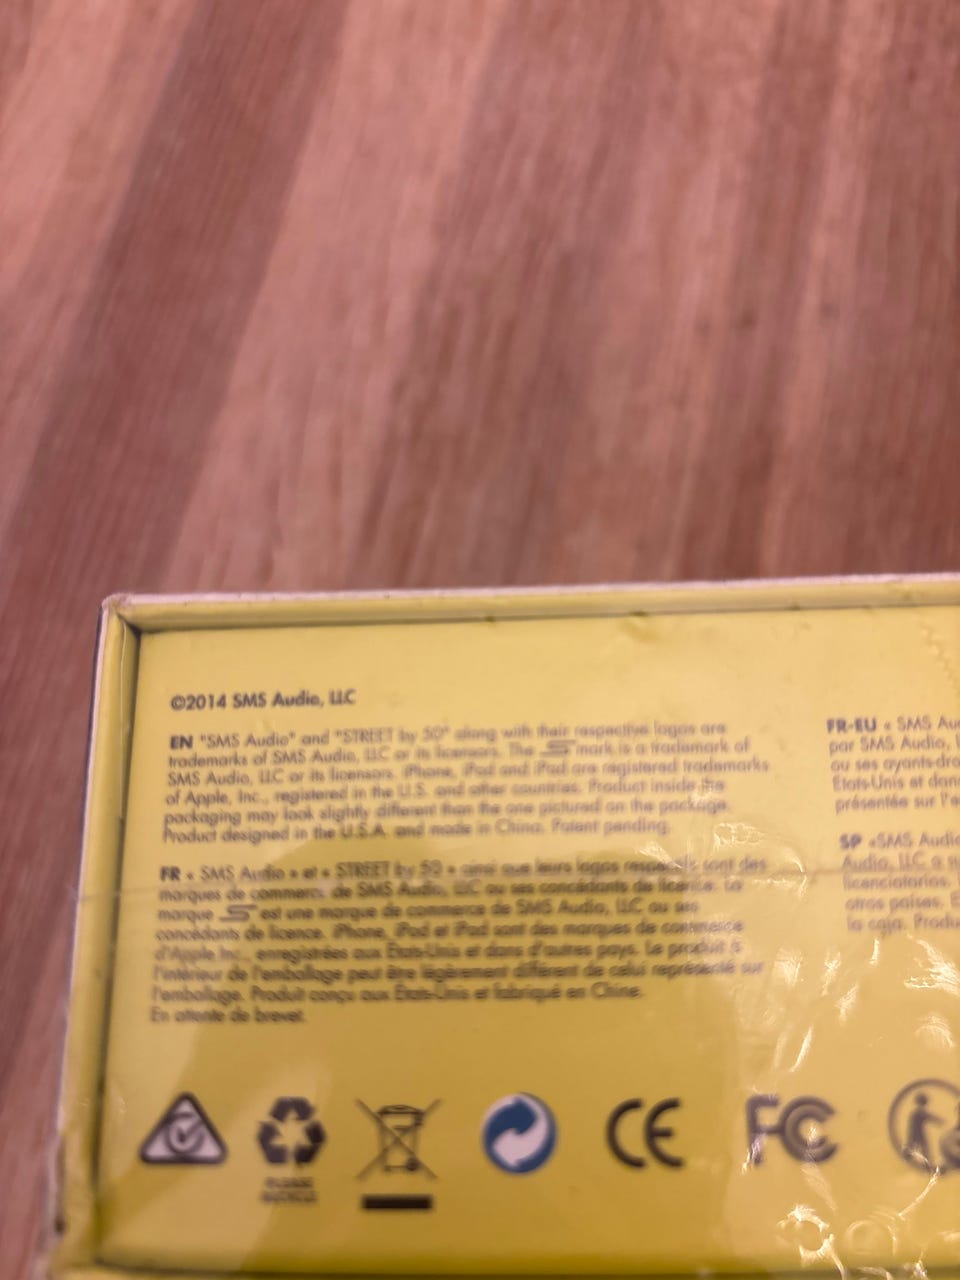 ©2014 SMS Audio, LLC
EN "SMS Audio" and "STREET by 50" along with their respective logos are
trademarks of SMS Audio, LLC or its licensors. The mark is a trademark of
SMS Audio, LLC or its licensors. iPhone, iPod and iPad are registered trademarks
of Apple, Inc., registered in the U.S. and other countries. Product inside the
packaging may look slightly different than the one pictured on the package.
Product designed in the U.S.A. and made in China. Patent pending.
FR « SMS Audio » et « STREET by 50 » ainsi que leurs logos respectifs sont des
marques de commerce de SMS Audio, LLC ou ses concédants de licence. La
marque est une marque de commerce de SMS Audio, LLC ou ses
concédants de licence. iPhone, iPod et iPad sont des marques de commerce
d'Apple Inc., enregistrées aux États-Unis et dans d'autres pays. Le produit à
l'intérieur de l'emballage peut être légèrement différent de celui représenté sur
l'emballage. Produit conçu aux États-Unis et fabriqué en Chine.
En attente de brevet.
FR-EU « SMS Au
par SMS Audio,
ou ses ayants-dro
Etats-Unis et dan
présentée sur l'e
SP «SMS Audio
Audio, LLC o s
licenciatarios.
otros países. E
la caja. Produ
PLEASE
RECYCLE
CE
FC